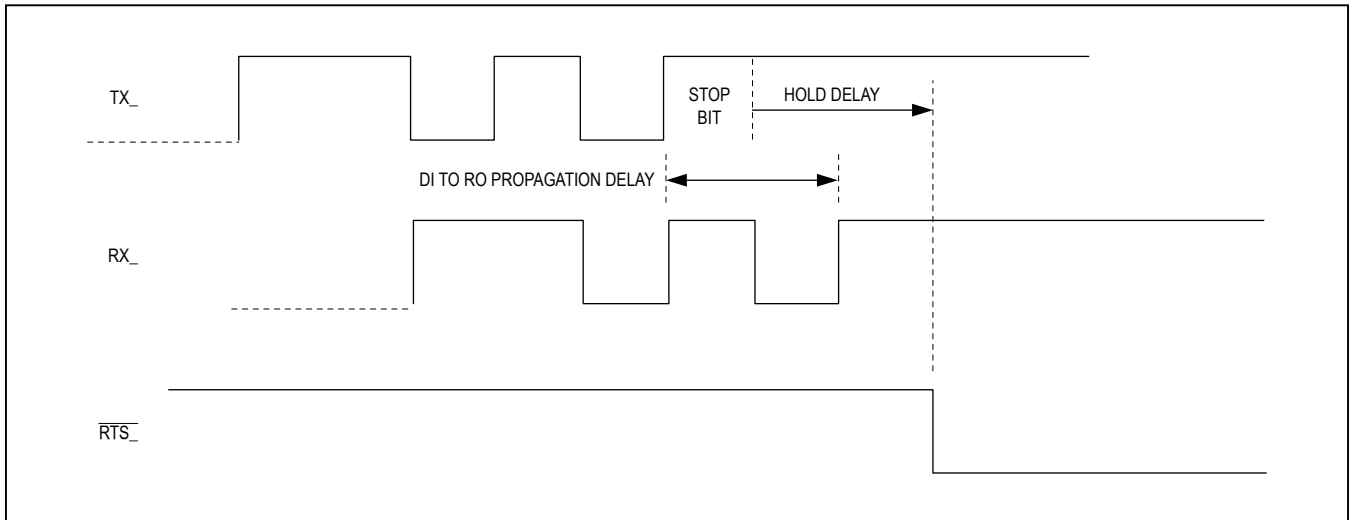 TX_
STOP
BIT
HOLD DELAY
DI TO RO PROPAGATION DELAY
RX_
RTS_